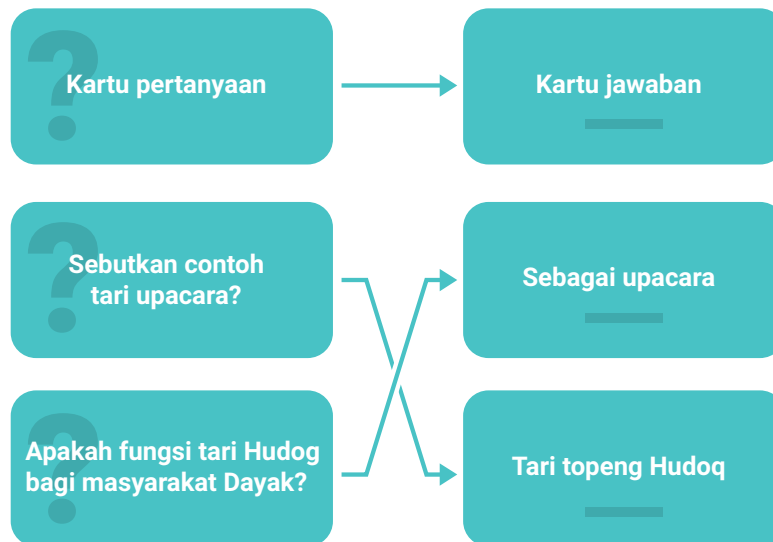 Kartu pertanyaan
Kartu jawaban
Sebutkan contoh
tari upacara?
Sebagai upacara
Apakah fungsi tari Hudog
bagi masyarakat Dayak?
Tari topeng Hudoq